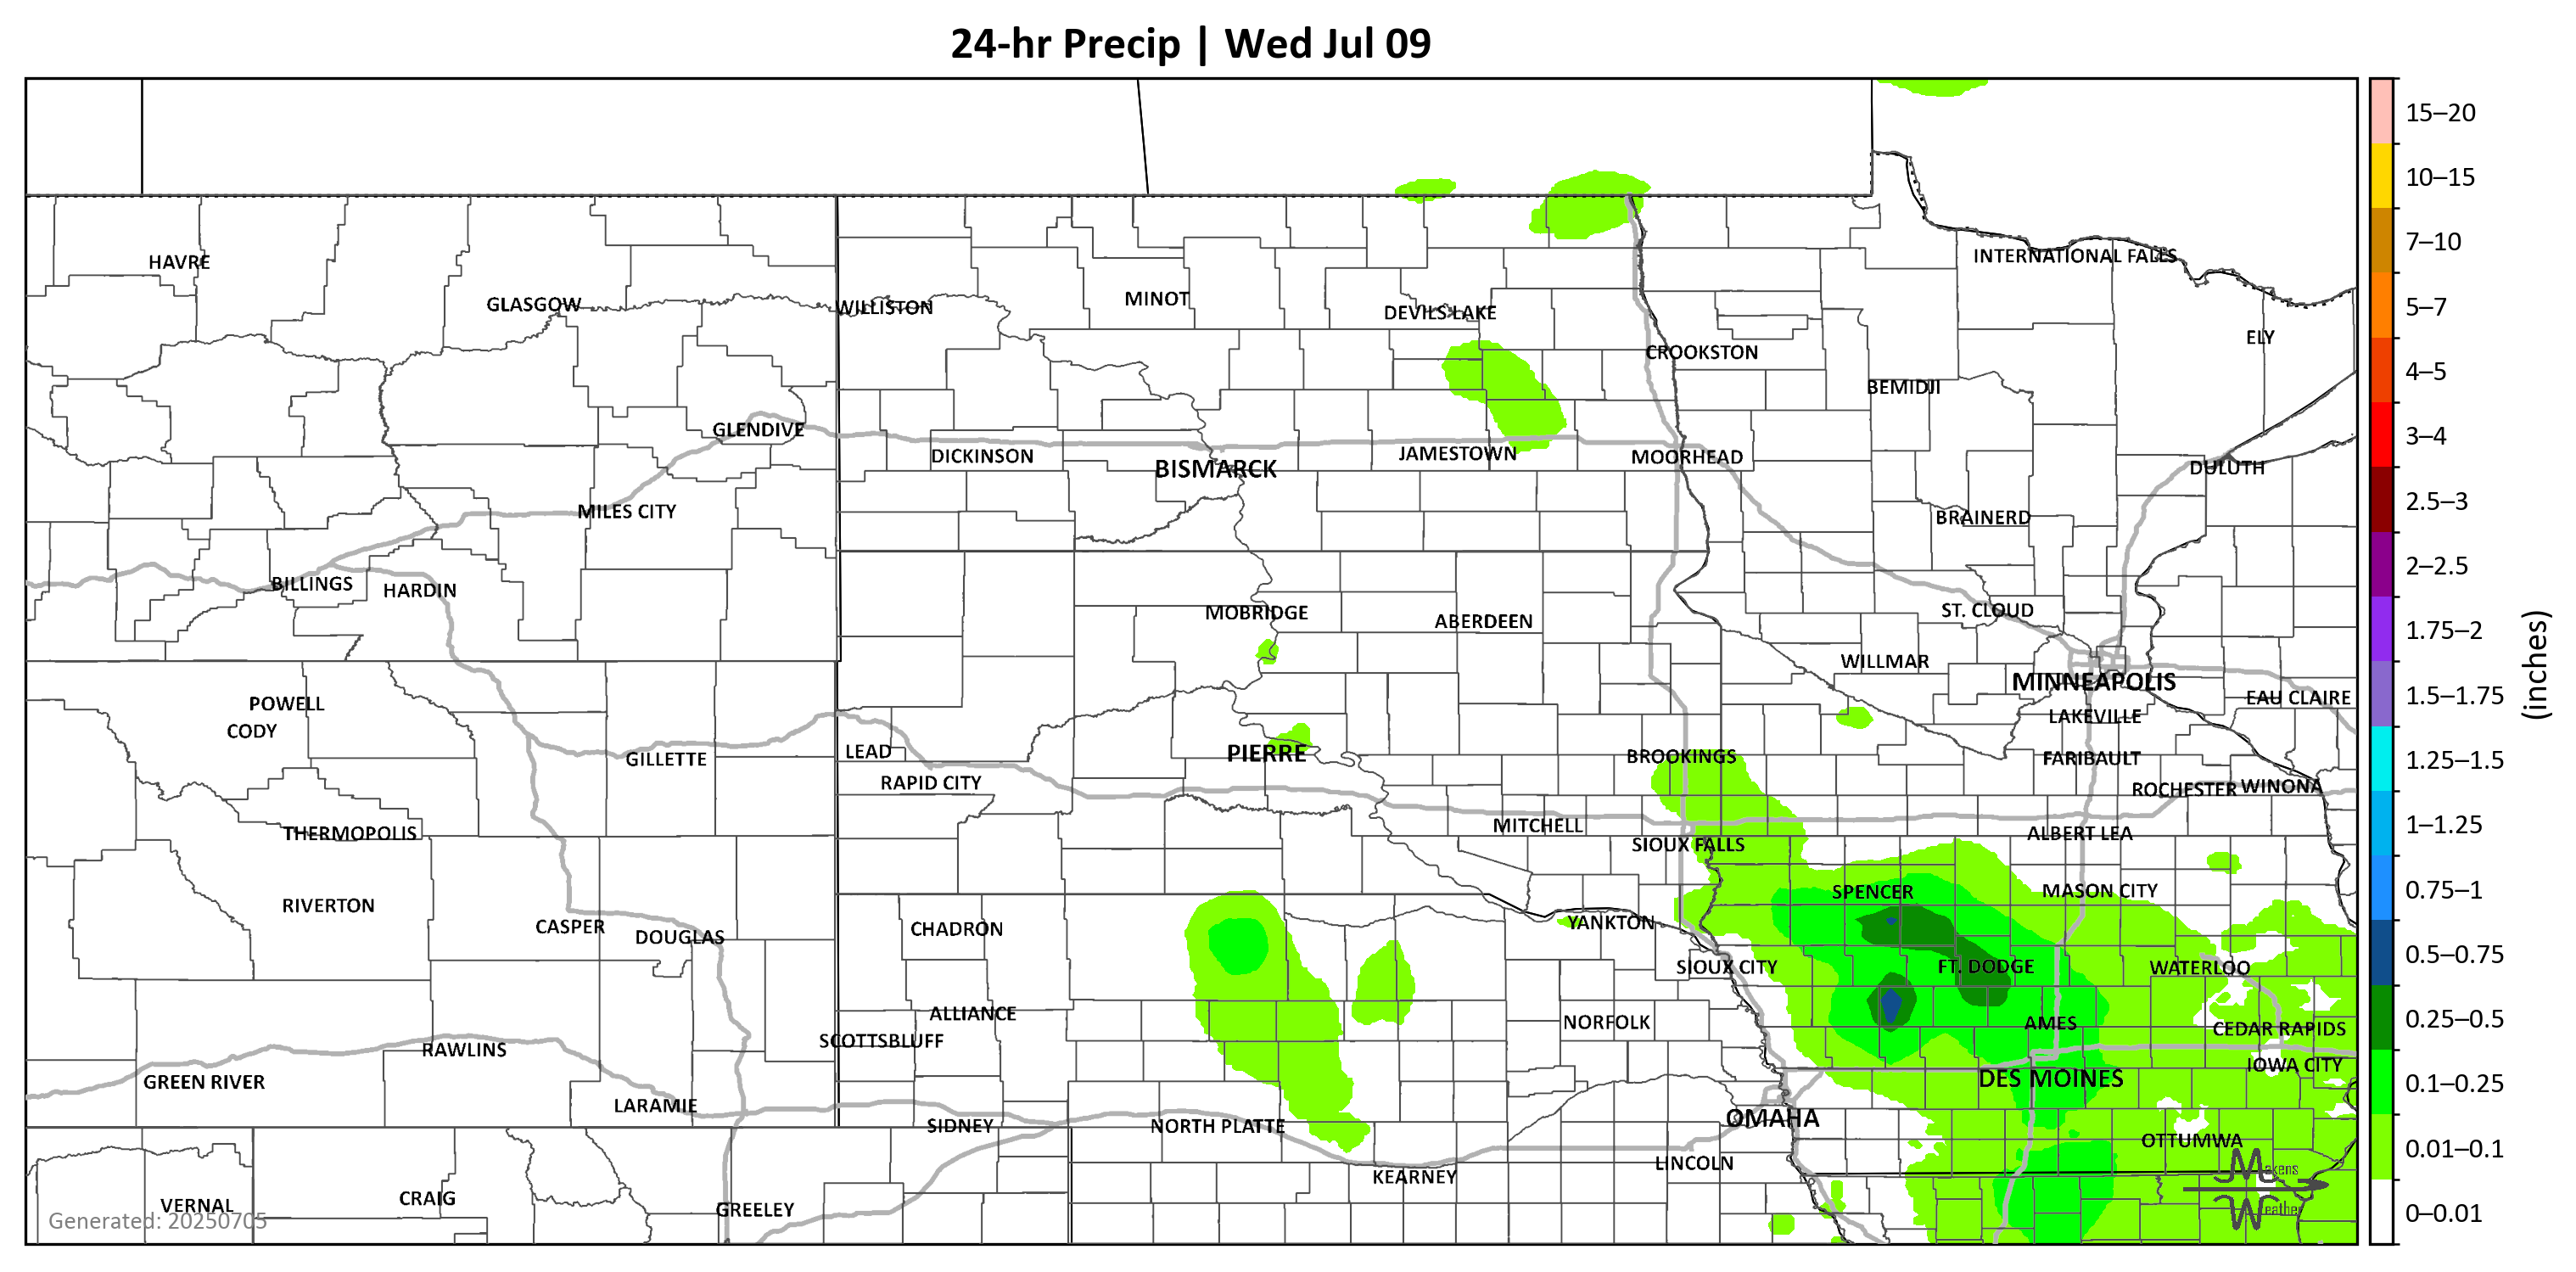 24-hr Precip | Wed Jul 09
15–20
10–15
7–10
5–7
4–5
3–4
2.5–3
2–2.5
1.75–2
1.5–1.75
1.25–1.5
1–1.25
0.75–1
0.5–0.75
0.25–0.5
0.1–0.25
0.01–0.1
0–0.01
(inches)
HAVRE
INTERNATIONAL FALLS
GLASGOW
WILLISTON
MINOT
DEVILS LAKE
ELY
CROOKSTON
BEMIDJI
GLENDIVE
DICKINSON
BISMARCK
JAMESTOWN
MOORHEAD
DULUTH
MILES CITY
BRAINERD
BILLINGS
HARDIN
MOBRIDGE
ABERDEEN
ST. CLOUD
WILLMAR
MINNEAPOLIS
EAU CLAIRE
POWELL
CODY
LAKEVILLE
GILLETTE
LEAD
RAPID CITY
PIERRE
BROOKINGS
FARIBAULT
ROCHESTER
WINONA
THERMOPOLIS
MITCHELL
SIOUX FALLS
ALBERT LEA
RIVERTON
CASPER
DOUGLAS
CHADRON
YANKTON
SPENCER
MASON CITY
SIOUX CITY
FT. DODGE
WATERLOO
ALLIANCE
SCOTTSBLUFF
NORFOLK
AMES
CEDAR RAPIDS
RAWLINS
GREEN RIVER
LARAMIE
DES MOINES
IOWA CITY
SIDNEY
NORTH PLATTE
OMAHA
OTTUMWA
KEARNEY
LINCOLN
VERNAL
CRAIG
GREELEY
Generated: 20250705
Makens
Weather